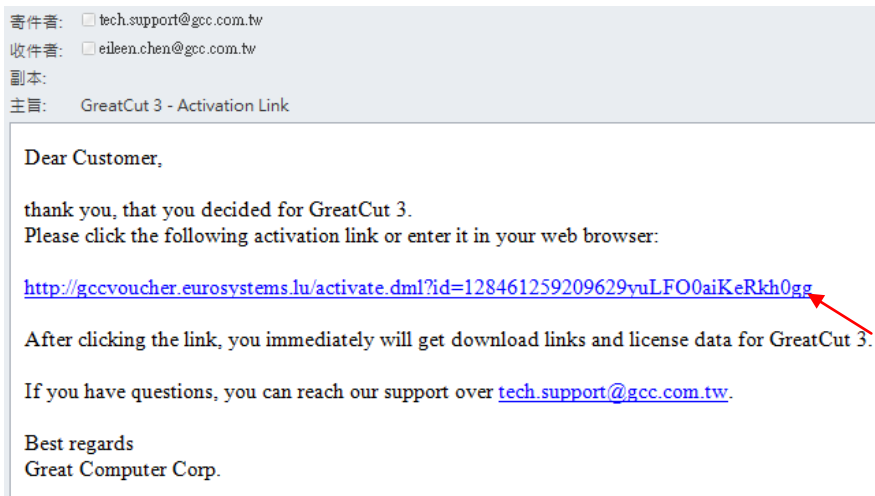 寄件者: tech.support@gcc.com.tw
收件者: eileen.chen@gcc.com.tw
副本:
主旨: GreatCut 3 - Activation Link
Dear Customer,
thank you, that you decided for GreatCut 3.
Please click the following activation link or enter it in your web browser:
http://gccvoucher.eurosystems.lu/activate.dml?id=128461259209629yuLFO0aiKeRkh0gg
After clicking the link, you immediately will get download links and license data for GreatCut 3.
If you have questions, you can reach our support over tech.support@gcc.com.tw.
Best regards
Great Computer Corp.